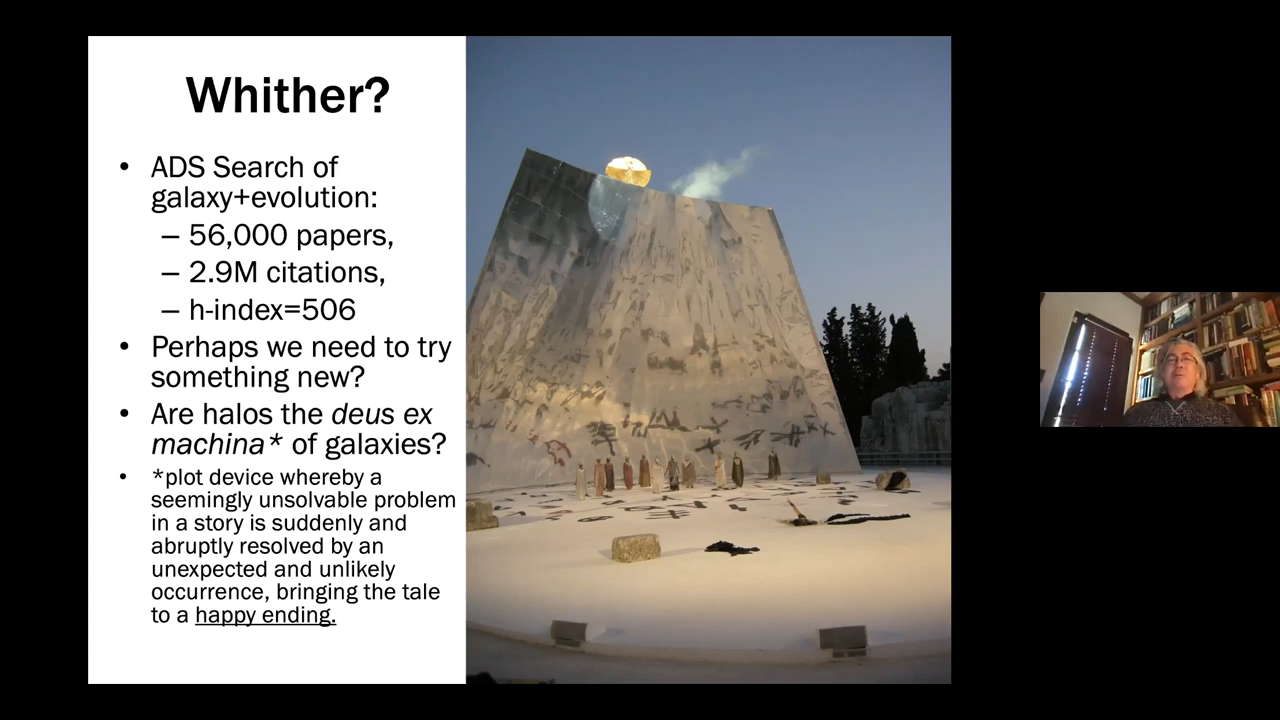 Whither?
• ADS Search of
galaxy+evolution:
– 56,000 papers,
– 2.9M citations,
– h-index=506
• Perhaps we need to try
something new?
• Are halos the deus ex
machina* of galaxies?
• *plot device whereby a
seemingly unsolvable problem
in a story is suddenly and
abruptly resolved by an
unexpected and unlikely
occurrence, bringing the tale
to a happy ending.